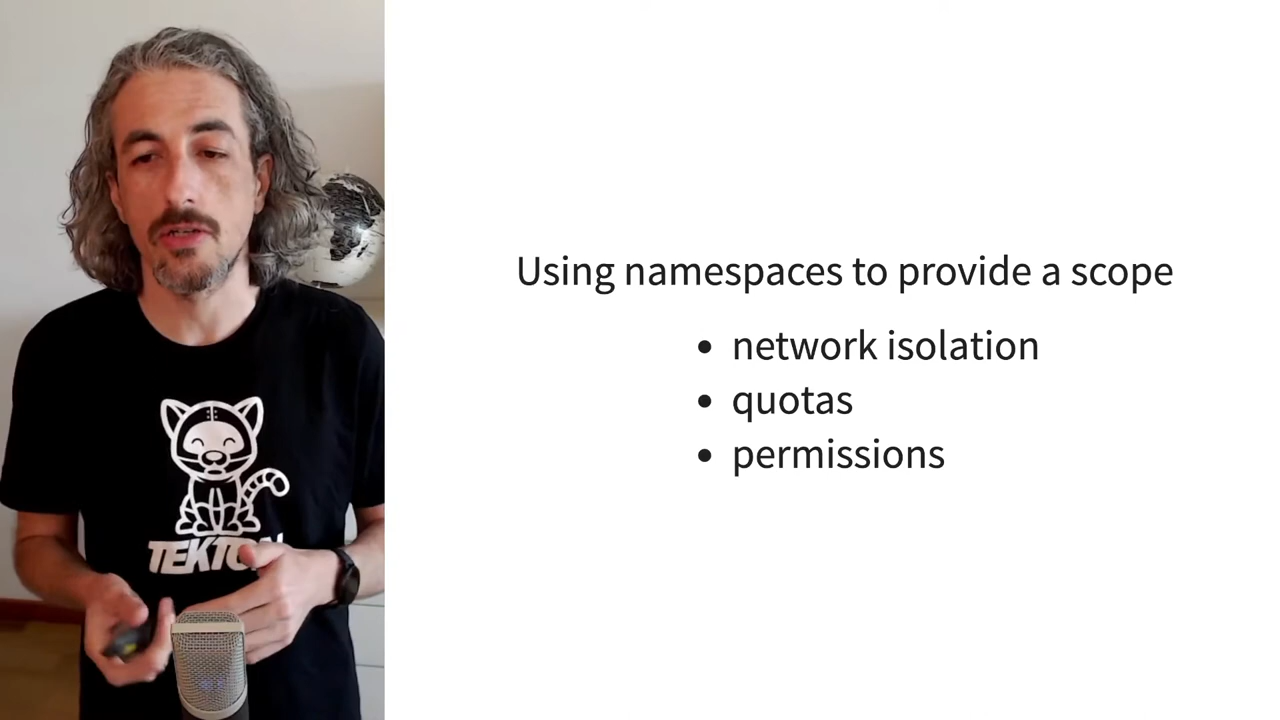 Using namespaces to provide a scope
• network isolation
• quotas
• permissions